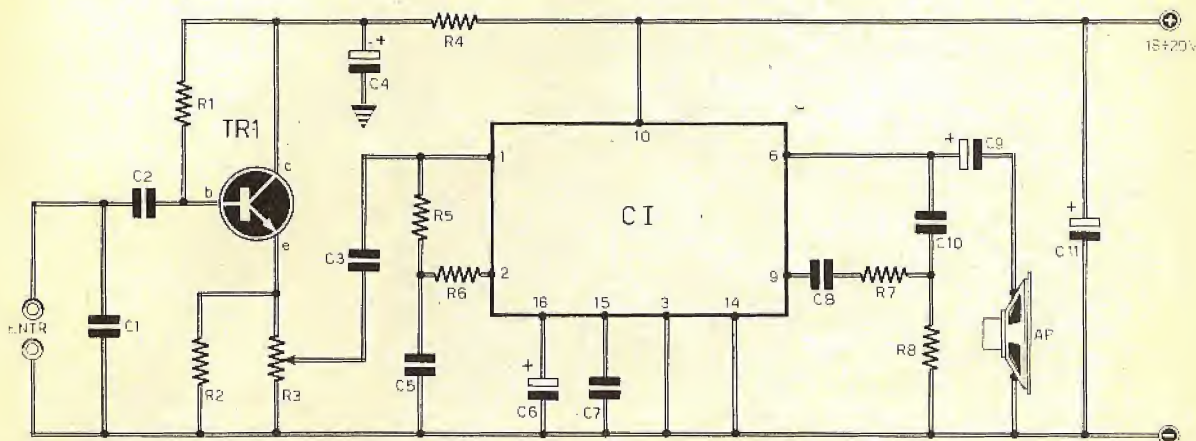 R4
18÷20V
C4
R1
TR1
10
c
1
6
C9
C2
b
R5
CI
C10
C11
e
C3
R6
2
9
C8
R7
16
15
3
14
ENTR
C1
AP
R8
R2
R3
C5
C6
C7